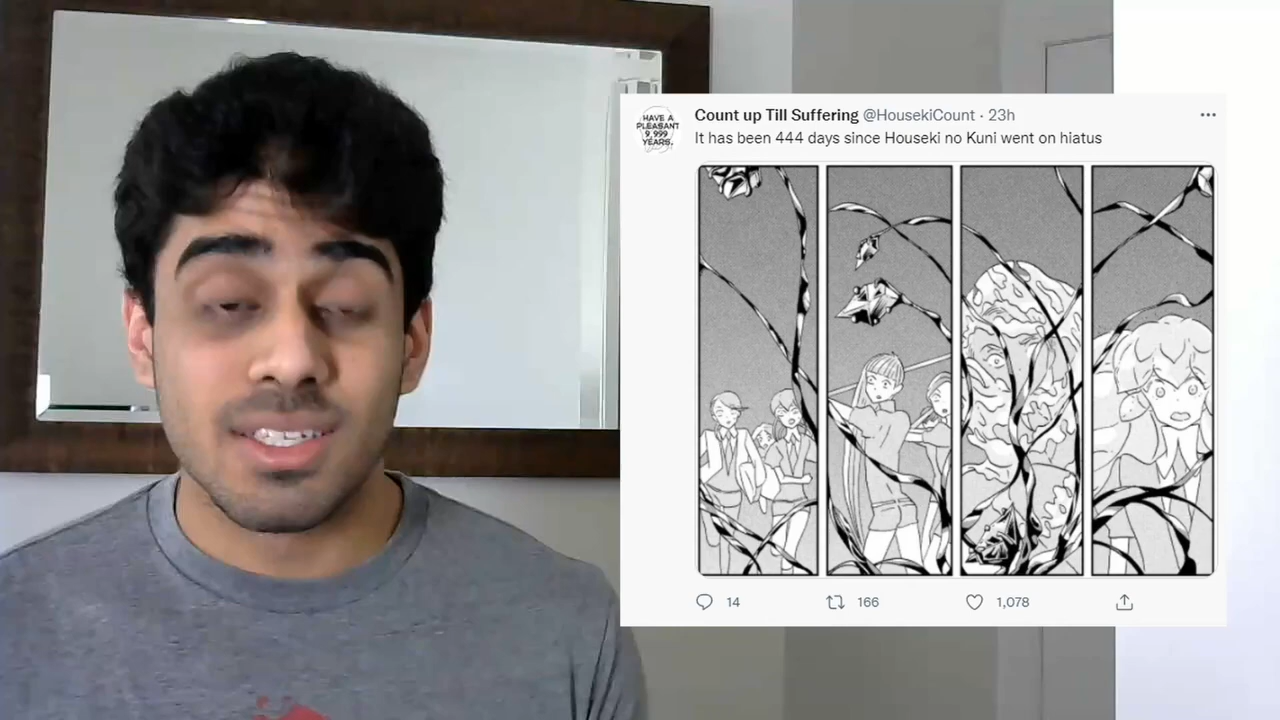 HAVE A
PLEASANT
9,999
YEARS.
Count up Till Suffering @HousekiCount · 23h
It has been 444 days since Houseki no Kuni went on hiatus
14 166 1,078